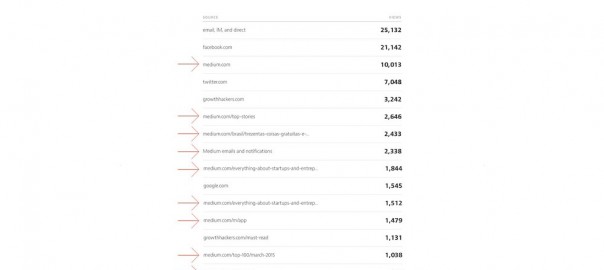 SOURCE VIEWS
email, IM, and direct 25,132
facebook.com 21,142
medium.com 10,013
twitter.com 7,048
growthhackers.com 3,242
medium.com/top-stories 2,646
medium.com/brasil/trezentos-coisas-gratuitas-e-... 2,433
Medium emails and notifications 2,338
medium.com/everything-about-startups-and-entrep... 1,844
google.com 1,545
medium.com/everything-about-startups-and-entrep... 1,512
medium.com/m/app 1,479
growthhackers.com/must-read 1,131
medium.com/top-100/march-2015 1,038